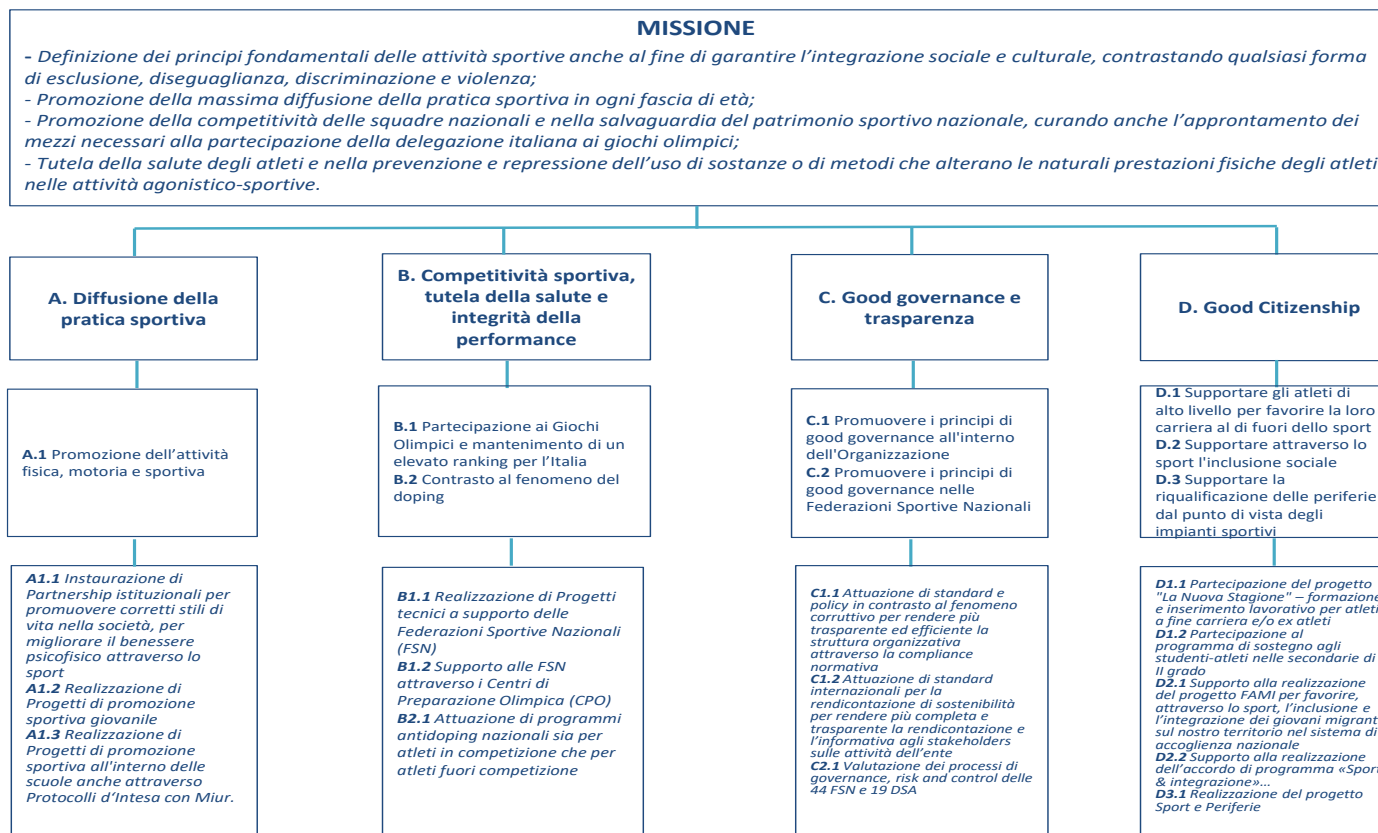 MISSIONE
- Definizione dei principi fondamentali delle attività sportive anche al fine di garantire l'integrazione sociale e culturale, contrastando qualsiasi forma
di esclusione, diseguaglianza, discriminazione e violenza;
- Promozione della massima diffusione della pratica sportiva in ogni fascia di età;
- Promozione della competitività delle squadre nazionali e nella salvaguardia del patrimonio sportivo nazionale, curando anche l'approntamento dei
mezzi necessari alla partecipazione della delegazione italiana ai giochi olimpici;
- Tutela della salute degli atleti e nella prevenzione e repressione dell'uso di sostanze o di metodi che alterano le naturali prestazioni fisiche degli atleti
nelle attività agonistico-sportive.
A. Diffusione della
pratica sportiva
B. Competitività sportiva,
tutela della salute e
integrità della
performance
C. Good governance e
trasparenza
D. Good Citizenship
A.1 Promozione dell'attività
fisica, motoria e sportiva
B.1 Partecipazione ai Giochi
Olimpici e mantenimento di un
elevato ranking per l'Italia
B.2 Contrasto al fenomeno del
doping
C.1 Promuovere i principi di
good governance all'interno
dell'Organizzazione
C.2 Promuovere i principi di
good governance nelle
Federazioni Sportive Nazionali
D.1 Supportare gli atleti di
alto livello per favorire la loro
carriera al di fuori dello sport
D.2 Supportare attraverso lo
sport l'inclusione sociale
D.3 Supportare la
riqualificazione delle periferie
dal punto di vista degli
impianti sportivi
A1.1 Instaurazione di
Partnership istituzionali per
promuovere corretti stili di
vita nella società, per
migliorare il benessere
psicofisico attraverso lo
sport
A1.2 Realizzazione di
Progetti di promozione
sportiva giovanile
A1.3 Realizzazione di
Progetti di promozione
sportiva all'interno delle
scuole anche attraverso
Protocolli d'Intesa con Miur.
B1.1 Realizzazione di Progetti
tecnici a supporto delle
Federazioni Sportive Nazionali
(FSN)
B1.2 Supporto alle FSN
attraverso i Centri di
Preparazione Olimpica (CPO)
B2.1 Attuazione di programmi
antidoping nazionali sia per
atleti in competizione che per
atleti fuori competizione
C1.1 Attuazione di standard e
policy in contrasto al fenomeno
corruttivo per rendere più
trasparente ed efficiente la
struttura organizzativa
attraverso la compliance
normativa
C1.2 Attuazione di standard
internazionali per la
rendicontazione di sostenibilità
per rendere più completa e
trasparente la rendicontazione e
l'informativa agli stakeholders
sulle attività dell'ente
C2.1 Valutazione dei processi di
governance, risk and control delle
44 FSN e 19 DSA
D1.1 Partecipazione del progetto
"La Nuova Stagione" – formazione
e inserimento lavorativo per atleti
a fine carriera e/o ex atleti
D1.2 Partecipazione al
programma di sostegno agli
studenti-atleti nelle secondarie di
II grado
D2.1 Supporto alla realizzazione
del progetto FAMI per favorire,
attraverso lo sport, l'inclusione e
l'integrazione dei giovani migrant
sul nostro territorio nel sistema di
accoglienza nazionale
D2.2 Supporto alla realizzazione
dell'accordo di programma «Sport
& integrazione»…
D3.1 Realizzazione del progetto
Sport e Periferie